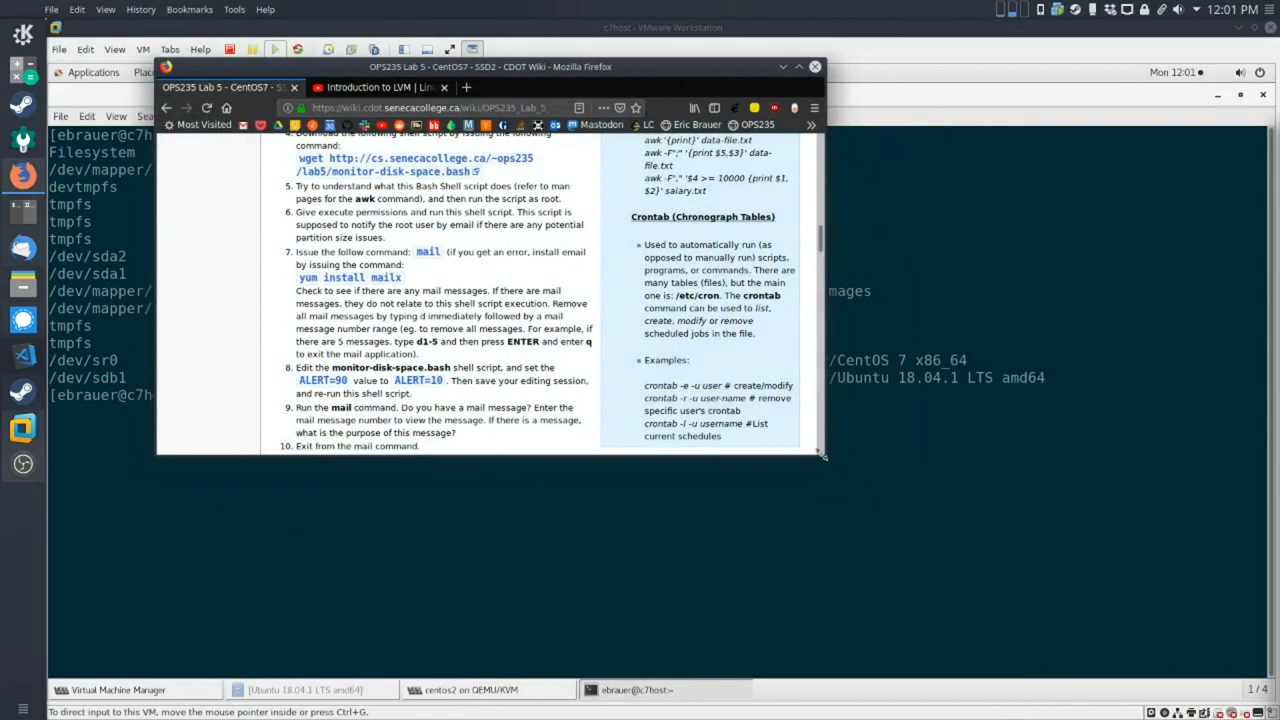 File Edit View History Bookmarks Tools Help
12:01 PM
c7host - VMware Workstation
File Edit View VM Tabs Help
Applications Plac
Mon 12:01
OPS235 Lab 5 - CentOS7 - SSD2 - CDOT Wiki - Mozilla Firefox
OPS235 Lab 5 - CentOS7 - SS
Introduction to LVM | Lin
https://wiki.cdot.senecacollege.ca/wiki/OPS235_Lab_5
Most Visited
Mastodon
LC
Eric Brauer
OPS235
File Edit View Sea
[ebrauer@c7h
Filesystem
/dev/mapper/
devtmpfs
tmpfs
tmpfs
tmpfs
/dev/sda2
/dev/sda1
/dev/mapper/ mages
/dev/mapper/
tmpfs
tmpfs
/dev/sr0 /CentOS 7 x86_64
/dev/sdb1 /Ubuntu 18.04.1 LTS amd64
[ebrauer@c7h
4. Download the following shell script by issuing the following
command:
wget http://cs.senecacollege.ca/~ops235
/lab5/monitor-disk-space.bash
5. Try to understand what this Bash Shell script does (refer to man
pages for the awk command), and then run the script as root.
6. Give execute permissions and run this shell script. This script is
supposed to notify the root user by email if there are any potential
partition size issues.
7. Issue the follow command: mail (if you get an error, install email
by issuing the command:
yum install mailx
Check to see if there are any mail messages. If there are mail
messages, they do not relate to this shell script execution. Remove
all mail messages by typing d immediately followed by a mail
message number range (eg. to remove all messages. For example, if
there are 5 messages, type d1-5 and then press ENTER and enter q
to exit the mail application).
8. Edit the monitor-disk-space.bash shell script, and set the
ALERT=90 value to ALERT=10 . Then save your editing session,
and re-run this shell script.
9. Run the mail command. Do you have a mail message? Enter the
mail message number to view the message. If there is a message,
what is the purpose of this message?
10. Exit from the mail command.
awk '{print}' data-file.txt
awk -F";" '{print $5,$3}' data-
file.txt
awk -F"," '$4 >= 10000 {print $1,
$2}' salary.txt
Crontab (Chronograph Tables)
Used to automatically run (as
opposed to manually run) scripts,
programs, or commands. There are
many tables (files), but the main
one is: /etc/cron. The crontab
command can be used to list,
create, modify or remove
scheduled jobs in the file.
Examples:
crontab -e -u user # create/modify
crontab -r -u user-name # remove
specific user's crontab
crontab -l -u username #List
current schedules
Virtual Machine Manager
[Ubuntu 18.04.1 LTS amd64]
centos2 on QEMU/KVM
ebrauer@c7host:~
1 / 4
To direct input to this VM, move the mouse pointer inside or press Ctrl+G.